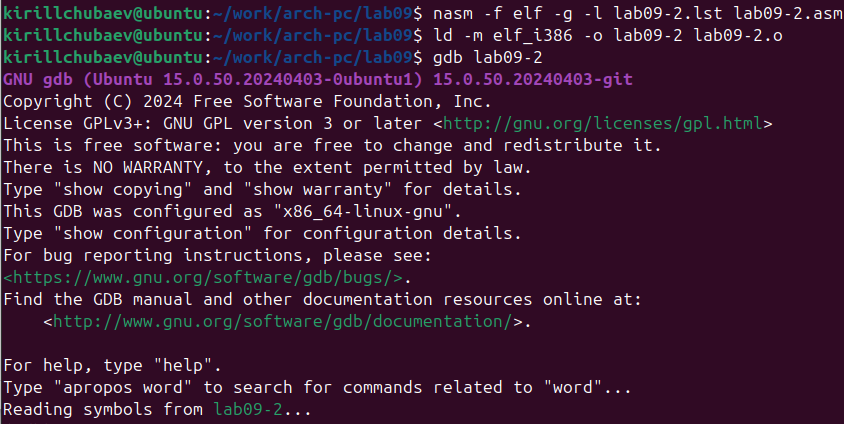 kirillchubaev@ubuntu:~/work/arch-pc/lab09$ nasm -f elf -g -l lab09-2.lst lab09-2.asm
kirillchubaev@ubuntu:~/work/arch-pc/lab09$ ld -m elf_i386 -o lab09-2 lab09-2.o
kirillchubaev@ubuntu:~/work/arch-pc/lab09$ gdb lab09-2
GNU gdb (Ubuntu 15.0.50.20240403-0ubuntu1) 15.0.50.20240403-git
Copyright (C) 2024 Free Software Foundation, Inc.
License GPLv3+: GNU GPL version 3 or later <http://gnu.org/licenses/gpl.html>
This is free software: you are free to change and redistribute it.
There is NO WARRANTY, to the extent permitted by law.
Type "show copying" and "show warranty" for details.
This GDB was configured as "x86_64-linux-gnu".
Type "show configuration" for configuration details.
For bug reporting instructions, please see:
<https://www.gnu.org/software/gdb/bugs/>.
Find the GDB manual and other documentation resources online at:
    <http://www.gnu.org/software/gdb/documentation/>.

For help, type "help".
Type "apropos word" to search for commands related to "word"...
Reading symbols from lab09-2...